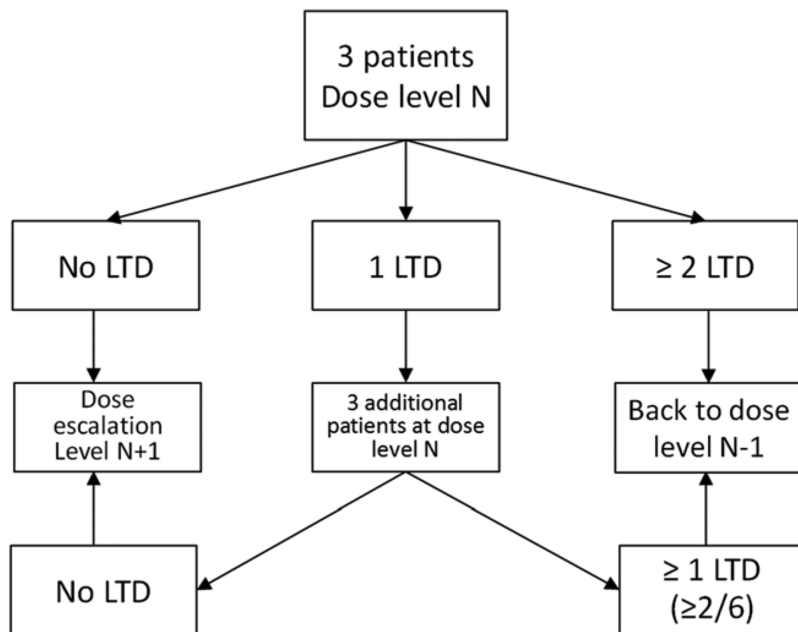 3 patients
Dose level N
No LTD
1 LTD
≥ 2 LTD
Dose
escalation
Level N+1
3 additional
patients at dose
level N
Back to dose
level N-1
No LTD
≥ 1 LTD
(≥2/6)